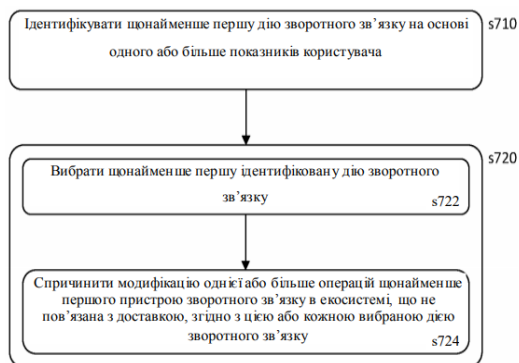 Ідентифікувати щонайменше першу дію зворотного зв’язку на основі
одного або більше показників користувача
s710
s720
Вибрати щонайменше першу ідентифіковану дію зворотного
зв’язку
s722
Спричинити модифікацію однієї або більше операцій щонайменше
першого пристрою зворотного зв’язку в екосистемі, що не
пов’язана з доставкою, згідно з цією або кожною вибраною дією
зворотного зв’язку
s724